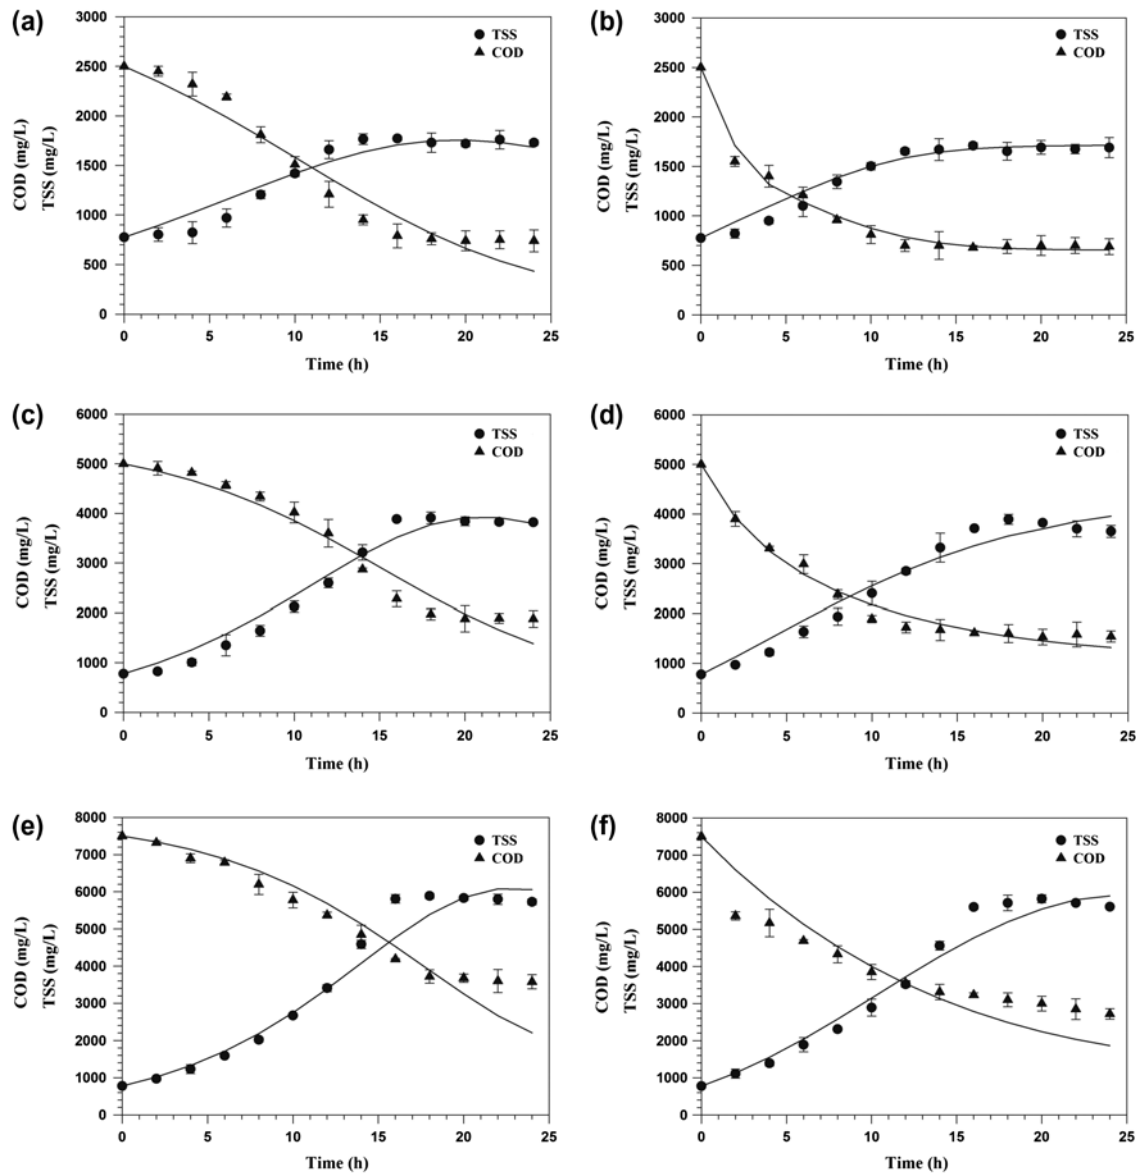 (a)
3000
2500
2000
1500
1000
500
0
COD (mg/L)
TSS (mg/L)
TSS
COD
0 5 10 15 20 25
Time (h)
(b)
3000
2500
2000
1500
1000
500
0
COD (mg/L)
TSS (mg/L)
TSS
COD
0 5 10 15 20 25
Time (h)
(c)
6000
5000
4000
3000
2000
1000
0
COD (mg/L)
TSS (mg/L)
TSS
COD
0 5 10 15 20 25
Time (h)
(d)
6000
5000
4000
3000
2000
1000
0
COD (mg/L)
TSS (mg/L)
TSS
COD
0 5 10 15 20 25
Time (h)
(e)
8000
7000
6000
5000
4000
3000
2000
1000
0
COD (mg/L)
TSS (mg/L)
TSS
COD
0 5 10 15 20 25
Time (h)
(f)
8000
7000
6000
5000
4000
3000
2000
1000
0
COD (mg/L)
TSS (mg/L)
TSS
COD
0 5 10 15 20 25
Time (h)